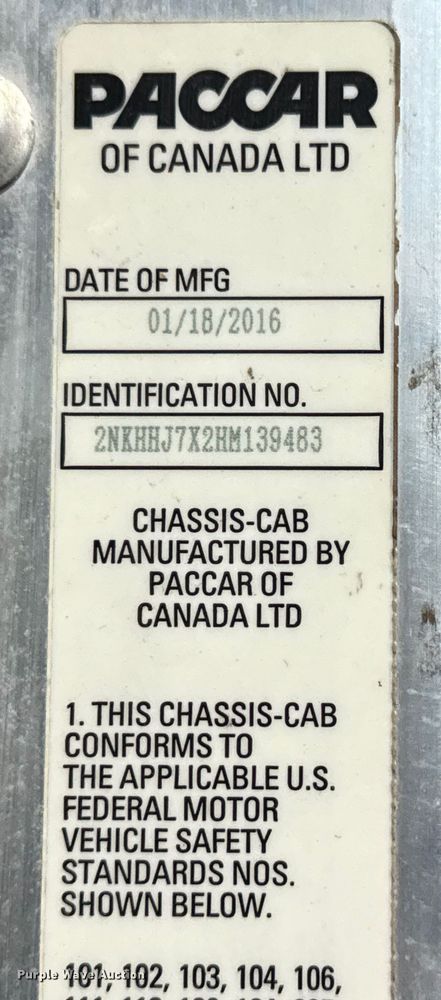 PACCAR
OF CANADA LTD
DATE OF MFG
01/18/2016
IDENTIFICATION NO.
2NKHHJ7X2HM139483
CHASSIS-CAB
MANUFACTURED BY
PACCAR OF
CANADA LTD
1. THIS CHASSIS-CAB
CONFORMS TO
THE APPLICABLE U.S.
FEDERAL MOTOR
VEHICLE SAFETY
STANDARDS NOS.
SHOWN BELOW.
101, 102, 103, 104, 106,
Purple Wave Auction